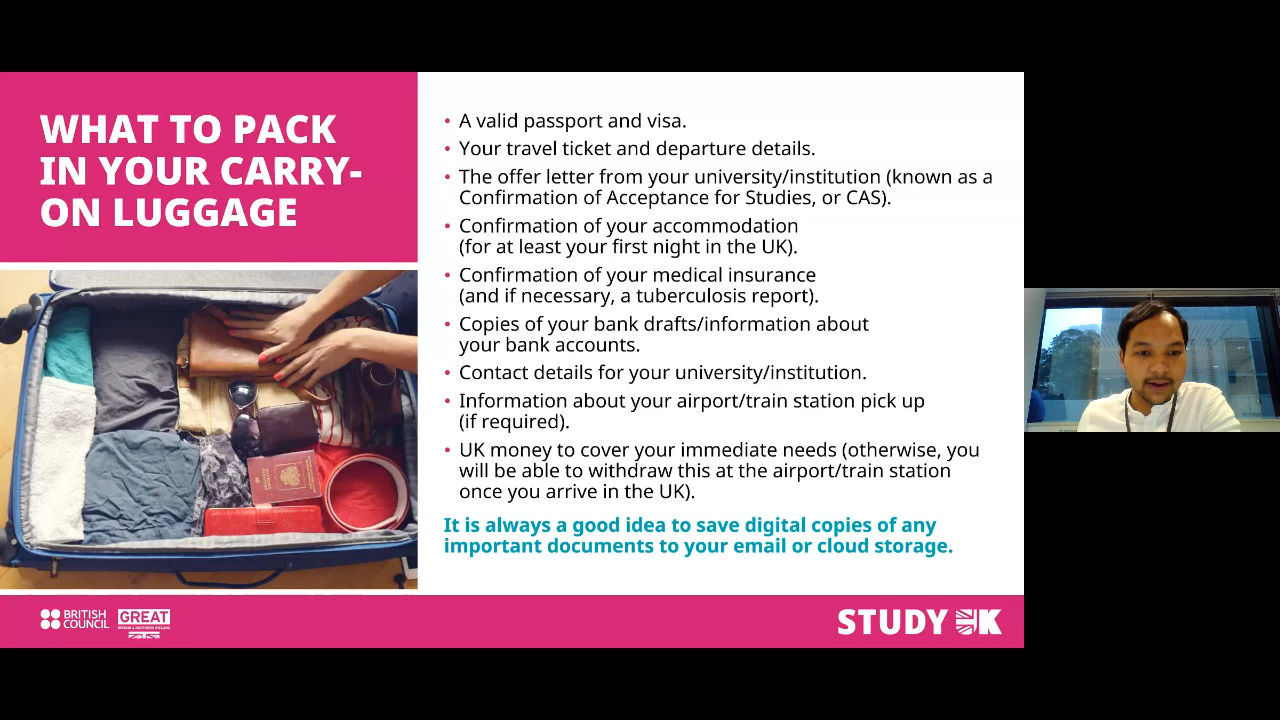 WHAT TO PACK
IN YOUR CARRY-
ON LUGGAGE
• A valid passport and visa.
• Your travel ticket and departure details.
• The offer letter from your university/institution (known as a
Confirmation of Acceptance for Studies, or CAS).
• Confirmation of your accommodation
(for at least your first night in the UK).
• Confirmation of your medical insurance
(and if necessary, a tuberculosis report).
• Copies of your bank drafts/information about
your bank accounts.
• Contact details for your university/institution.
• Information about your airport/train station pick up
(if required).
• UK money to cover your immediate needs (otherwise, you
will be able to withdraw this at the airport/train station
once you arrive in the UK).
It is always a good idea to save digital copies of any
important documents to your email or cloud storage.
BRITISH
COUNCIL
GREAT
STUDY UK